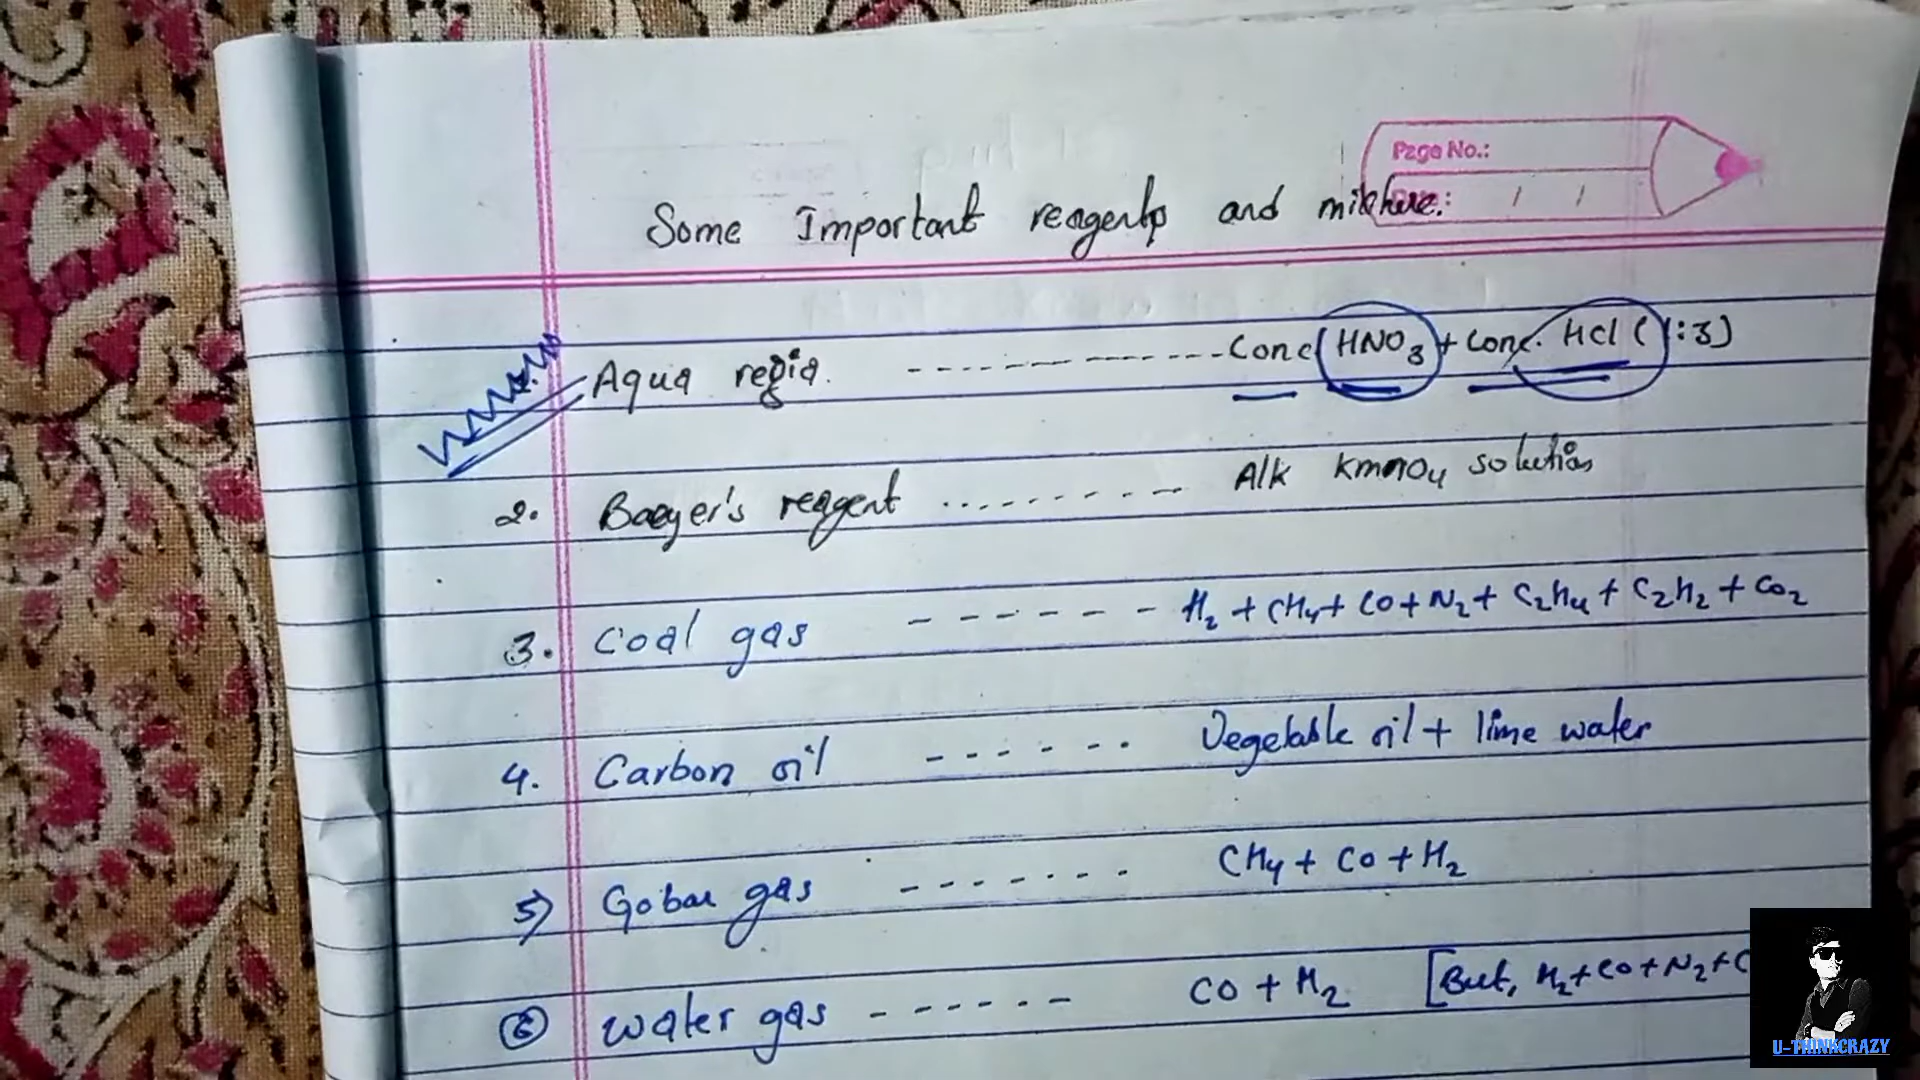 Page No.:
Some Important reagents and mixture:
1. Aqua regia. ---------- Conc HNO3 + Conc. HCl (1:3)
2. Baeyer's reagent ......... Alk kmno4 solution
3. Coal gas ------ H2 + CH4 + CO + N2 + C2H4 + C2H2 + CO2
4. Carbon oil ------ Vegetable oil + lime water
5) Gobar gas ------- CH4 + CO + H2
6 Water gas ------ CO + H2 [But, H2+CO+N2+C
U-THINKCRAZY